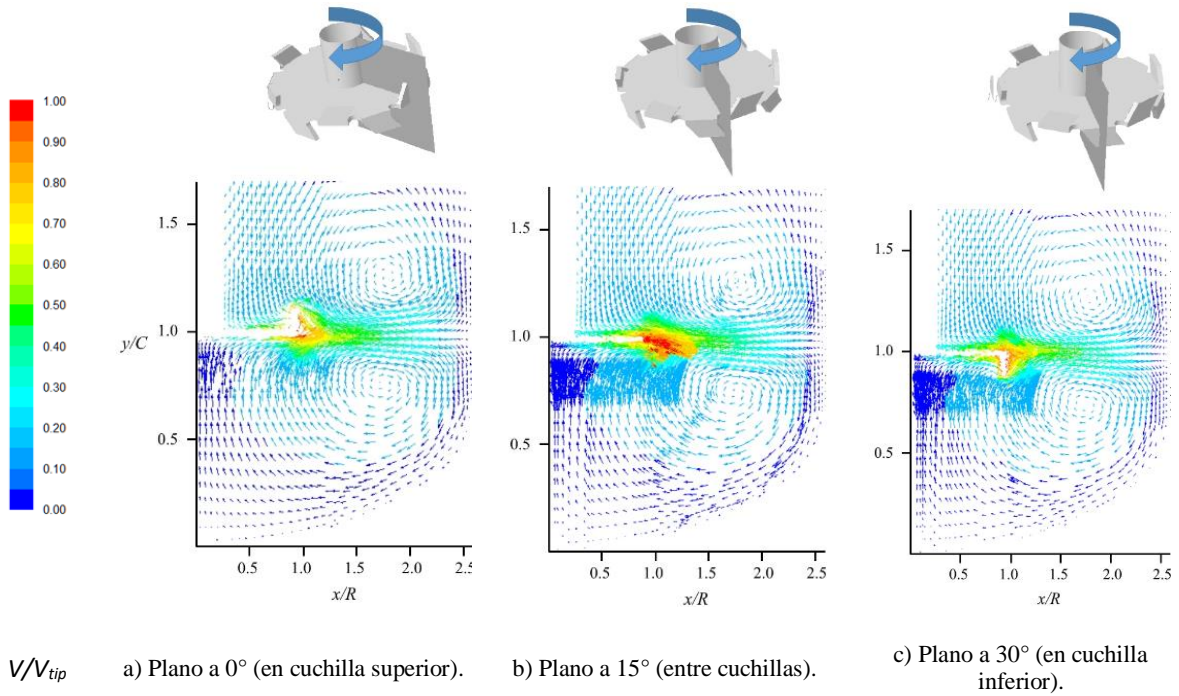 1.00
0.90
0.80
0.70
0.60
0.50
0.40
0.30
0.20
0.10
0.00
V/Vtip
1.5
1.0
y/C
0.5
0.5 1.0 1.5 2.0 2.5
x/R
1.5
1.0
0.5
0.5 1.0 1.5 2.0 2.5
x/R
1.5
1.0
0.5
0.5 1.0 1.5 2.0 2.5
x/R
a) Plano a 0° (en cuchilla superior).
b) Plano a 15° (entre cuchillas).
c) Plano a 30° (en cuchilla
inferior).